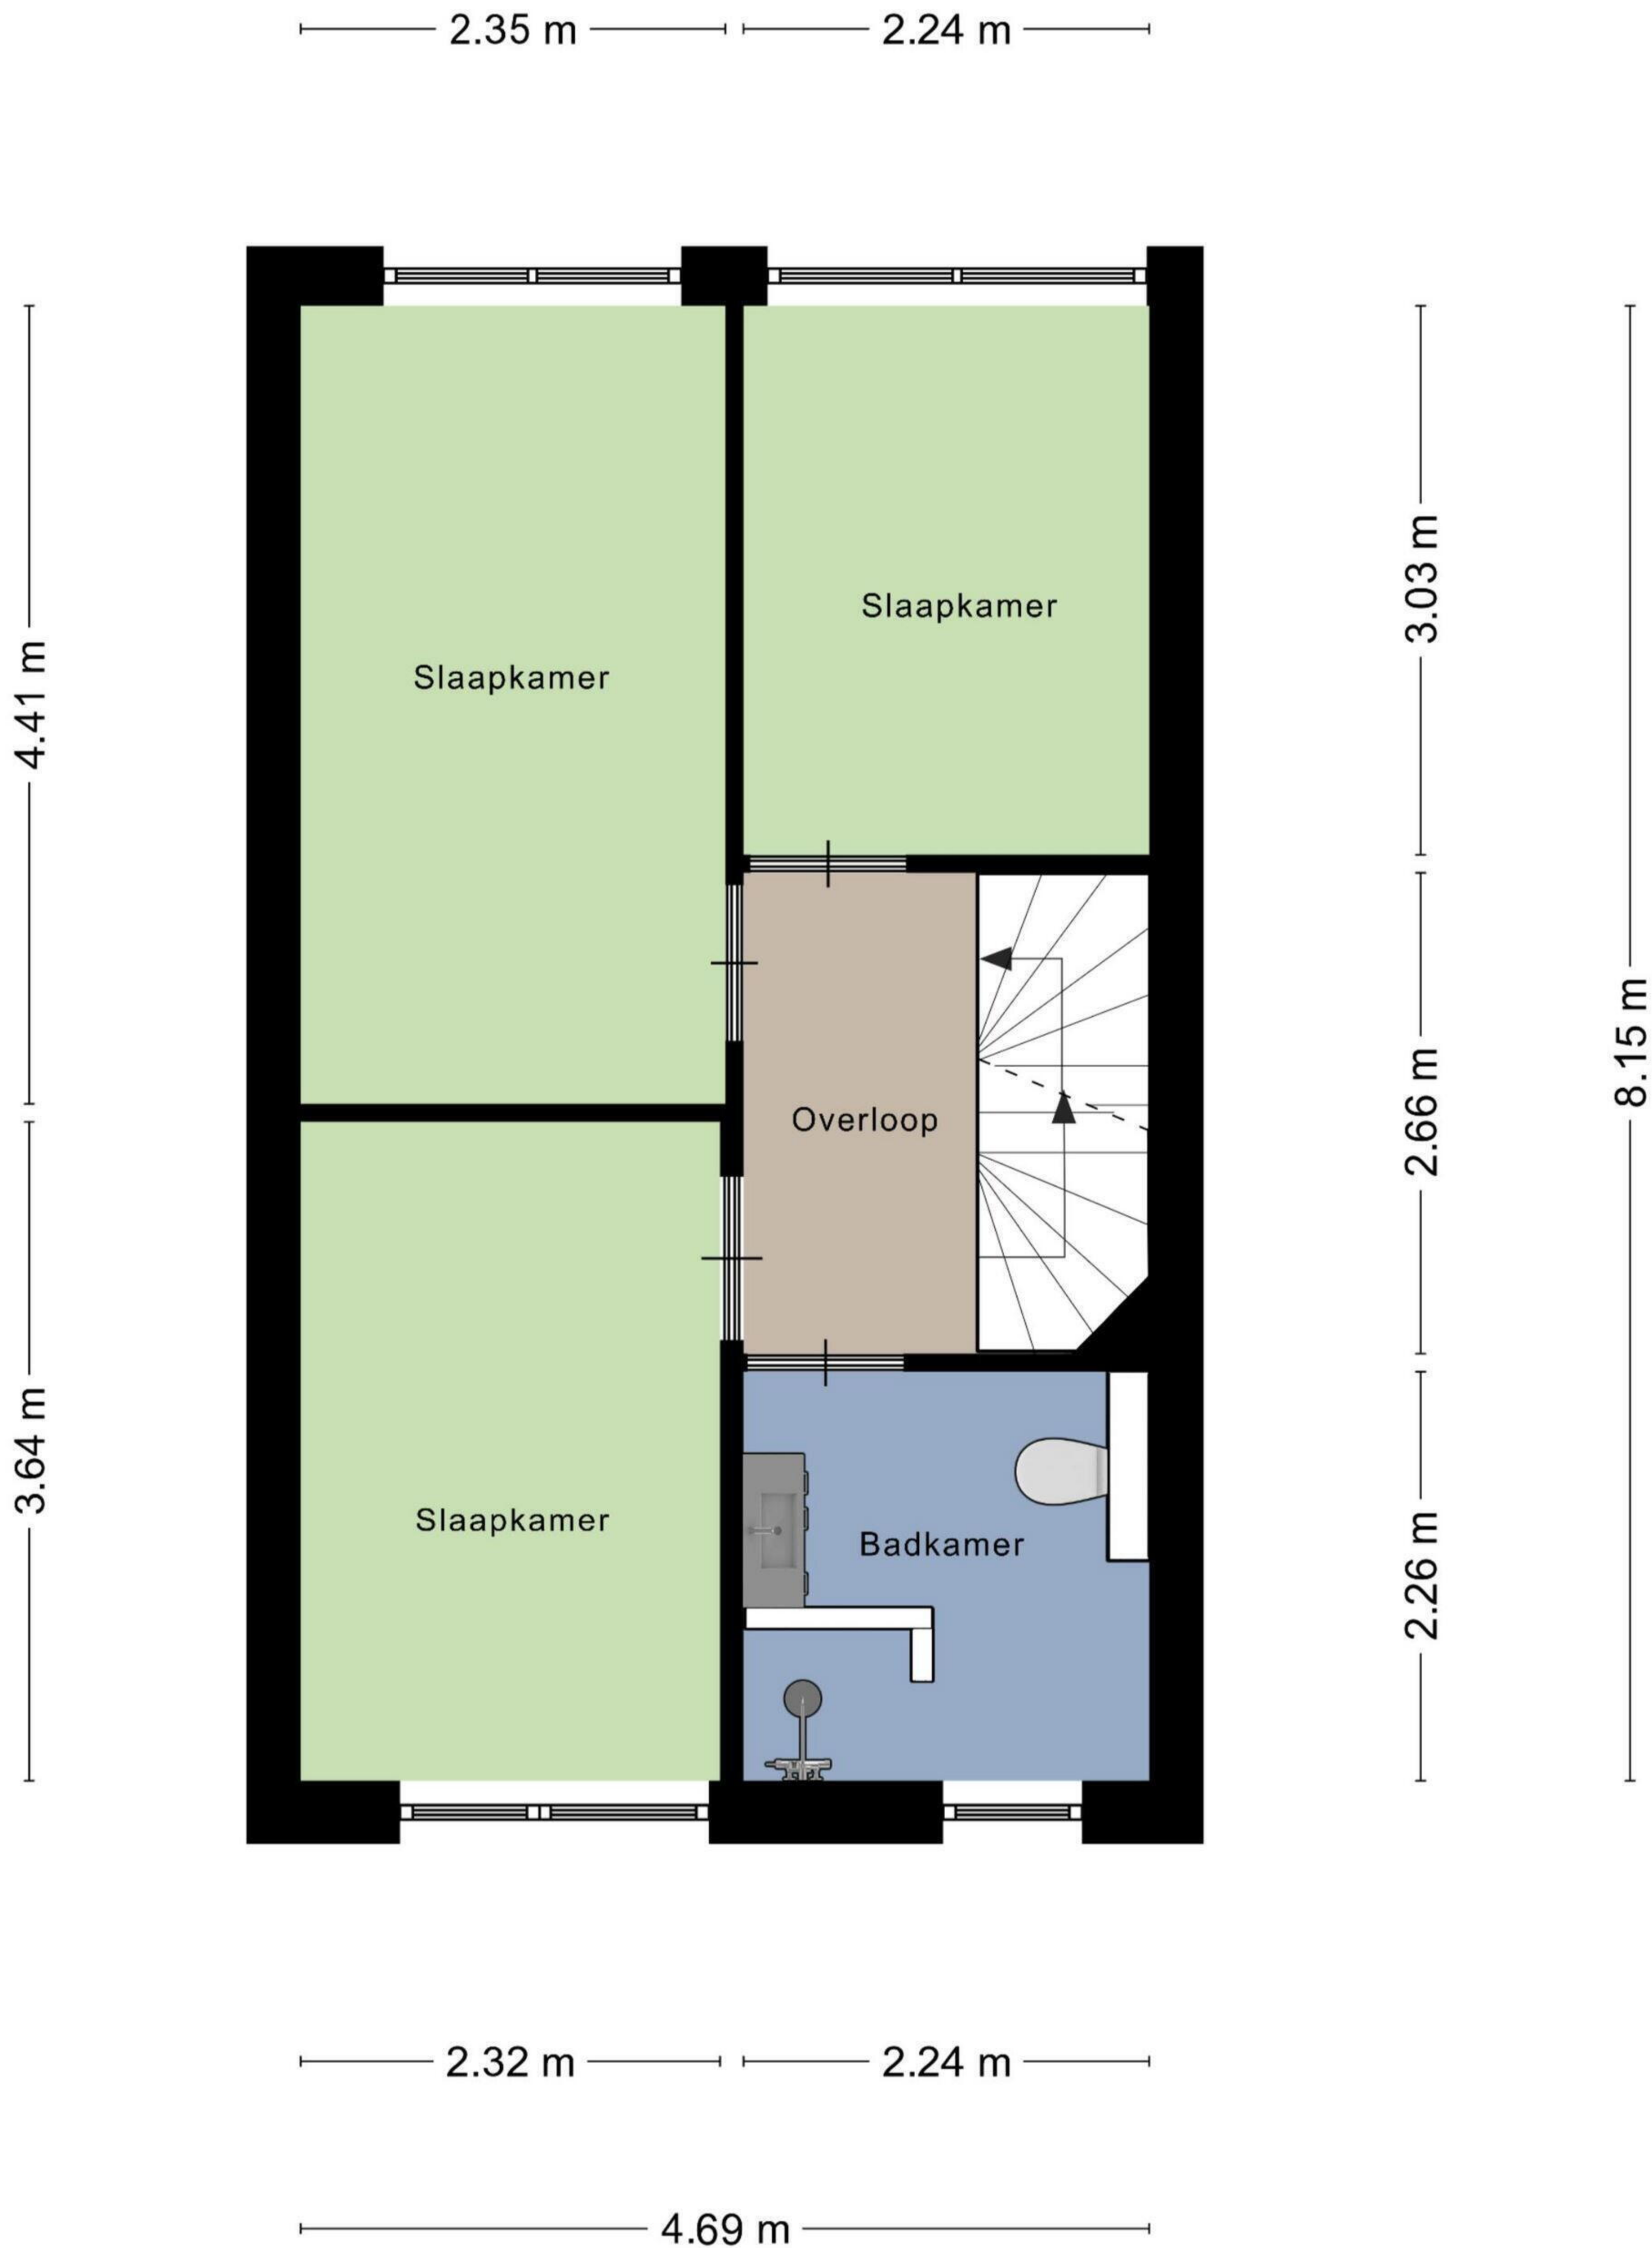 2.35 m
2.24 m
Slaapkamer
Slaapkamer
4.41 m
3.03 m
8.15 m
Overloop
2.66 m
3.64 m
Slaapkamer
Badkamer
2.26 m
2.32 m
2.24 m
4.69 m